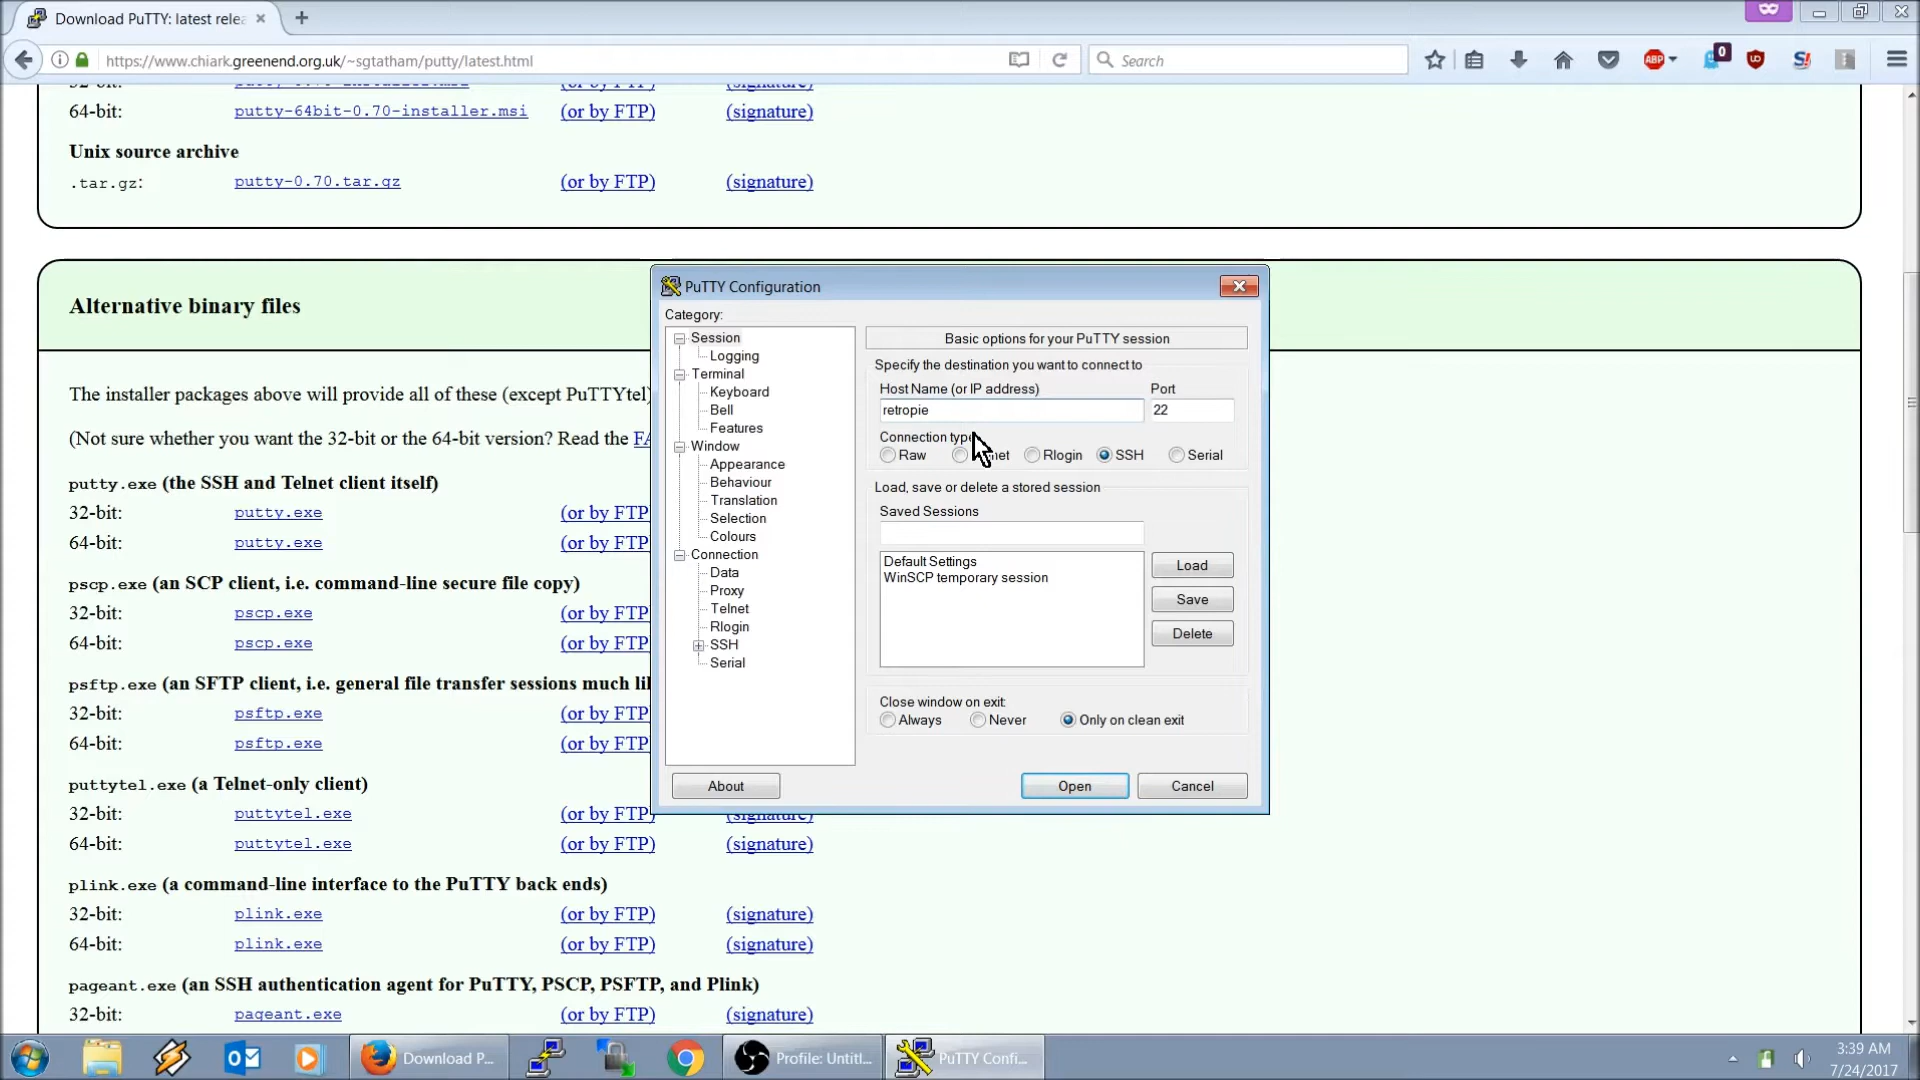 Download PuTTY: latest relea
https://www.chiark.greenend.org.uk/~sgtatham/putty/latest.html
Search
ABP
0
64-bit: putty-64bit-0.70-installer.msi (or by FTP) (signature)
Unix source archive
.tar.gz: putty-0.70.tar.gz (or by FTP) (signature)
Alternative binary files
The installer packages above will provide all of these (except PuTTYtel)
(Not sure whether you want the 32-bit or the 64-bit version? Read the FA
putty.exe (the SSH and Telnet client itself)
32-bit: putty.exe (or by FTP
64-bit: putty.exe (or by FTP
pscp.exe (an SCP client, i.e. command-line secure file copy)
32-bit: pscp.exe (or by FTP
64-bit: pscp.exe (or by FTP
psftp.exe (an SFTP client, i.e. general file transfer sessions much li
32-bit: psftp.exe (or by FTP
64-bit: psftp.exe (or by FTP
puttytel.exe (a Telnet-only client)
32-bit: puttytel.exe (or by FTP) (signature)
64-bit: puttytel.exe (or by FTP) (signature)
plink.exe (a command-line interface to the PuTTY back ends)
32-bit: plink.exe (or by FTP) (signature)
64-bit: plink.exe (or by FTP) (signature)
pageant.exe (an SSH authentication agent for PuTTY, PSCP, PSFTP, and Plink)
32-bit: pageant.exe (or by FTP) (signature)
PuTTY Configuration
Category:
Session
Logging
Terminal
Keyboard
Bell
Features
Window
Appearance
Behaviour
Translation
Selection
Colours
Connection
Data
Proxy
Telnet
Rlogin
SSH
Serial
Basic options for your PuTTY session
Specify the destination you want to connect to
Host Name (or IP address) Port
retropie 22
Connection type
Raw net Rlogin SSH Serial
Load, save or delete a stored session
Saved Sessions
Default Settings
WinSCP temporary session
Load
Save
Delete
Close window on exit:
Always Never Only on clean exit
About Open Cancel
Download P...
Profile: Untitl...
PuTTY Confi...
3:39 AM
7/24/2017